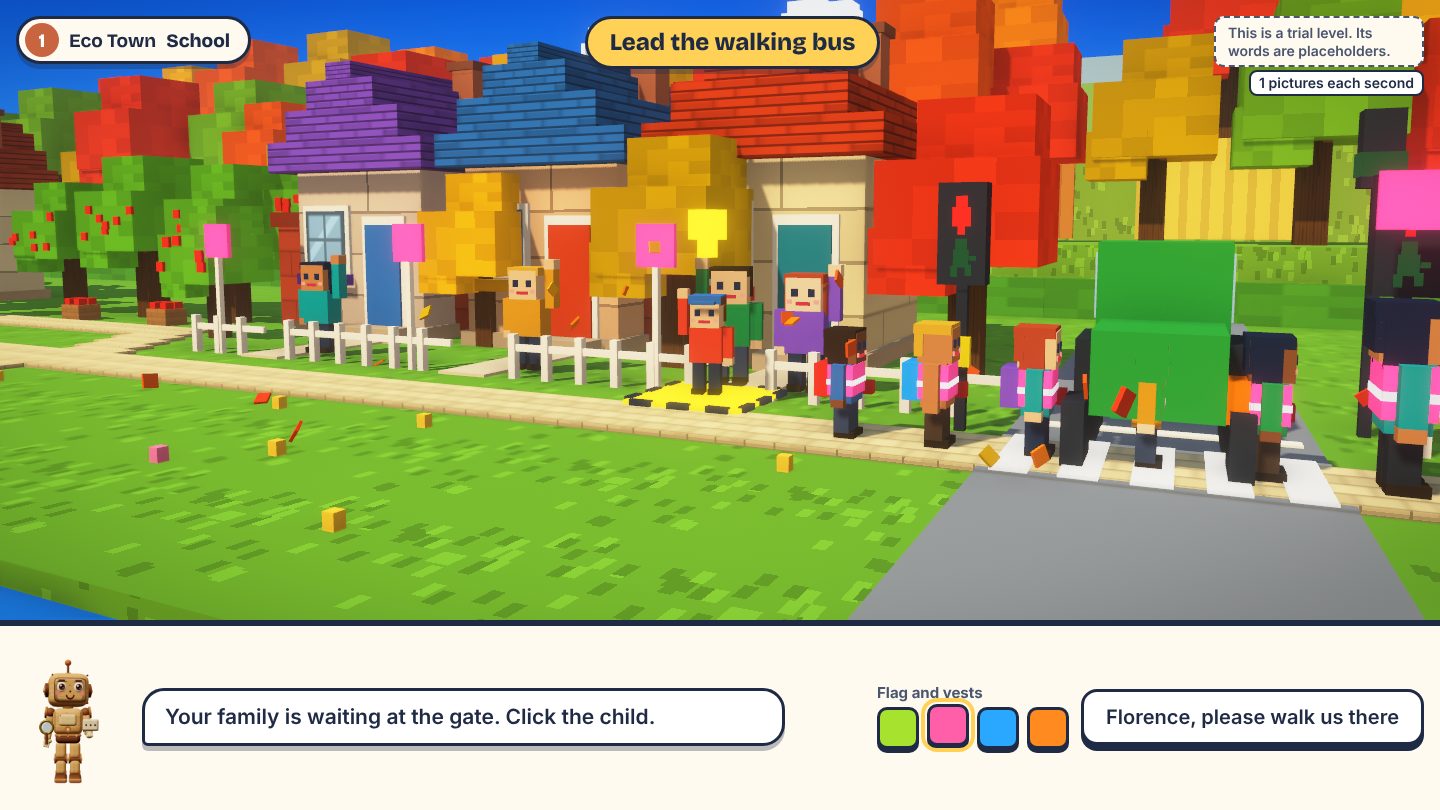 1 Eco Town School
Lead the walking bus
This is a trial level. Its
words are placeholders.
1 pictures each second
Your family is waiting at the gate. Click the child.
Flag and vests
Florence, please walk us there